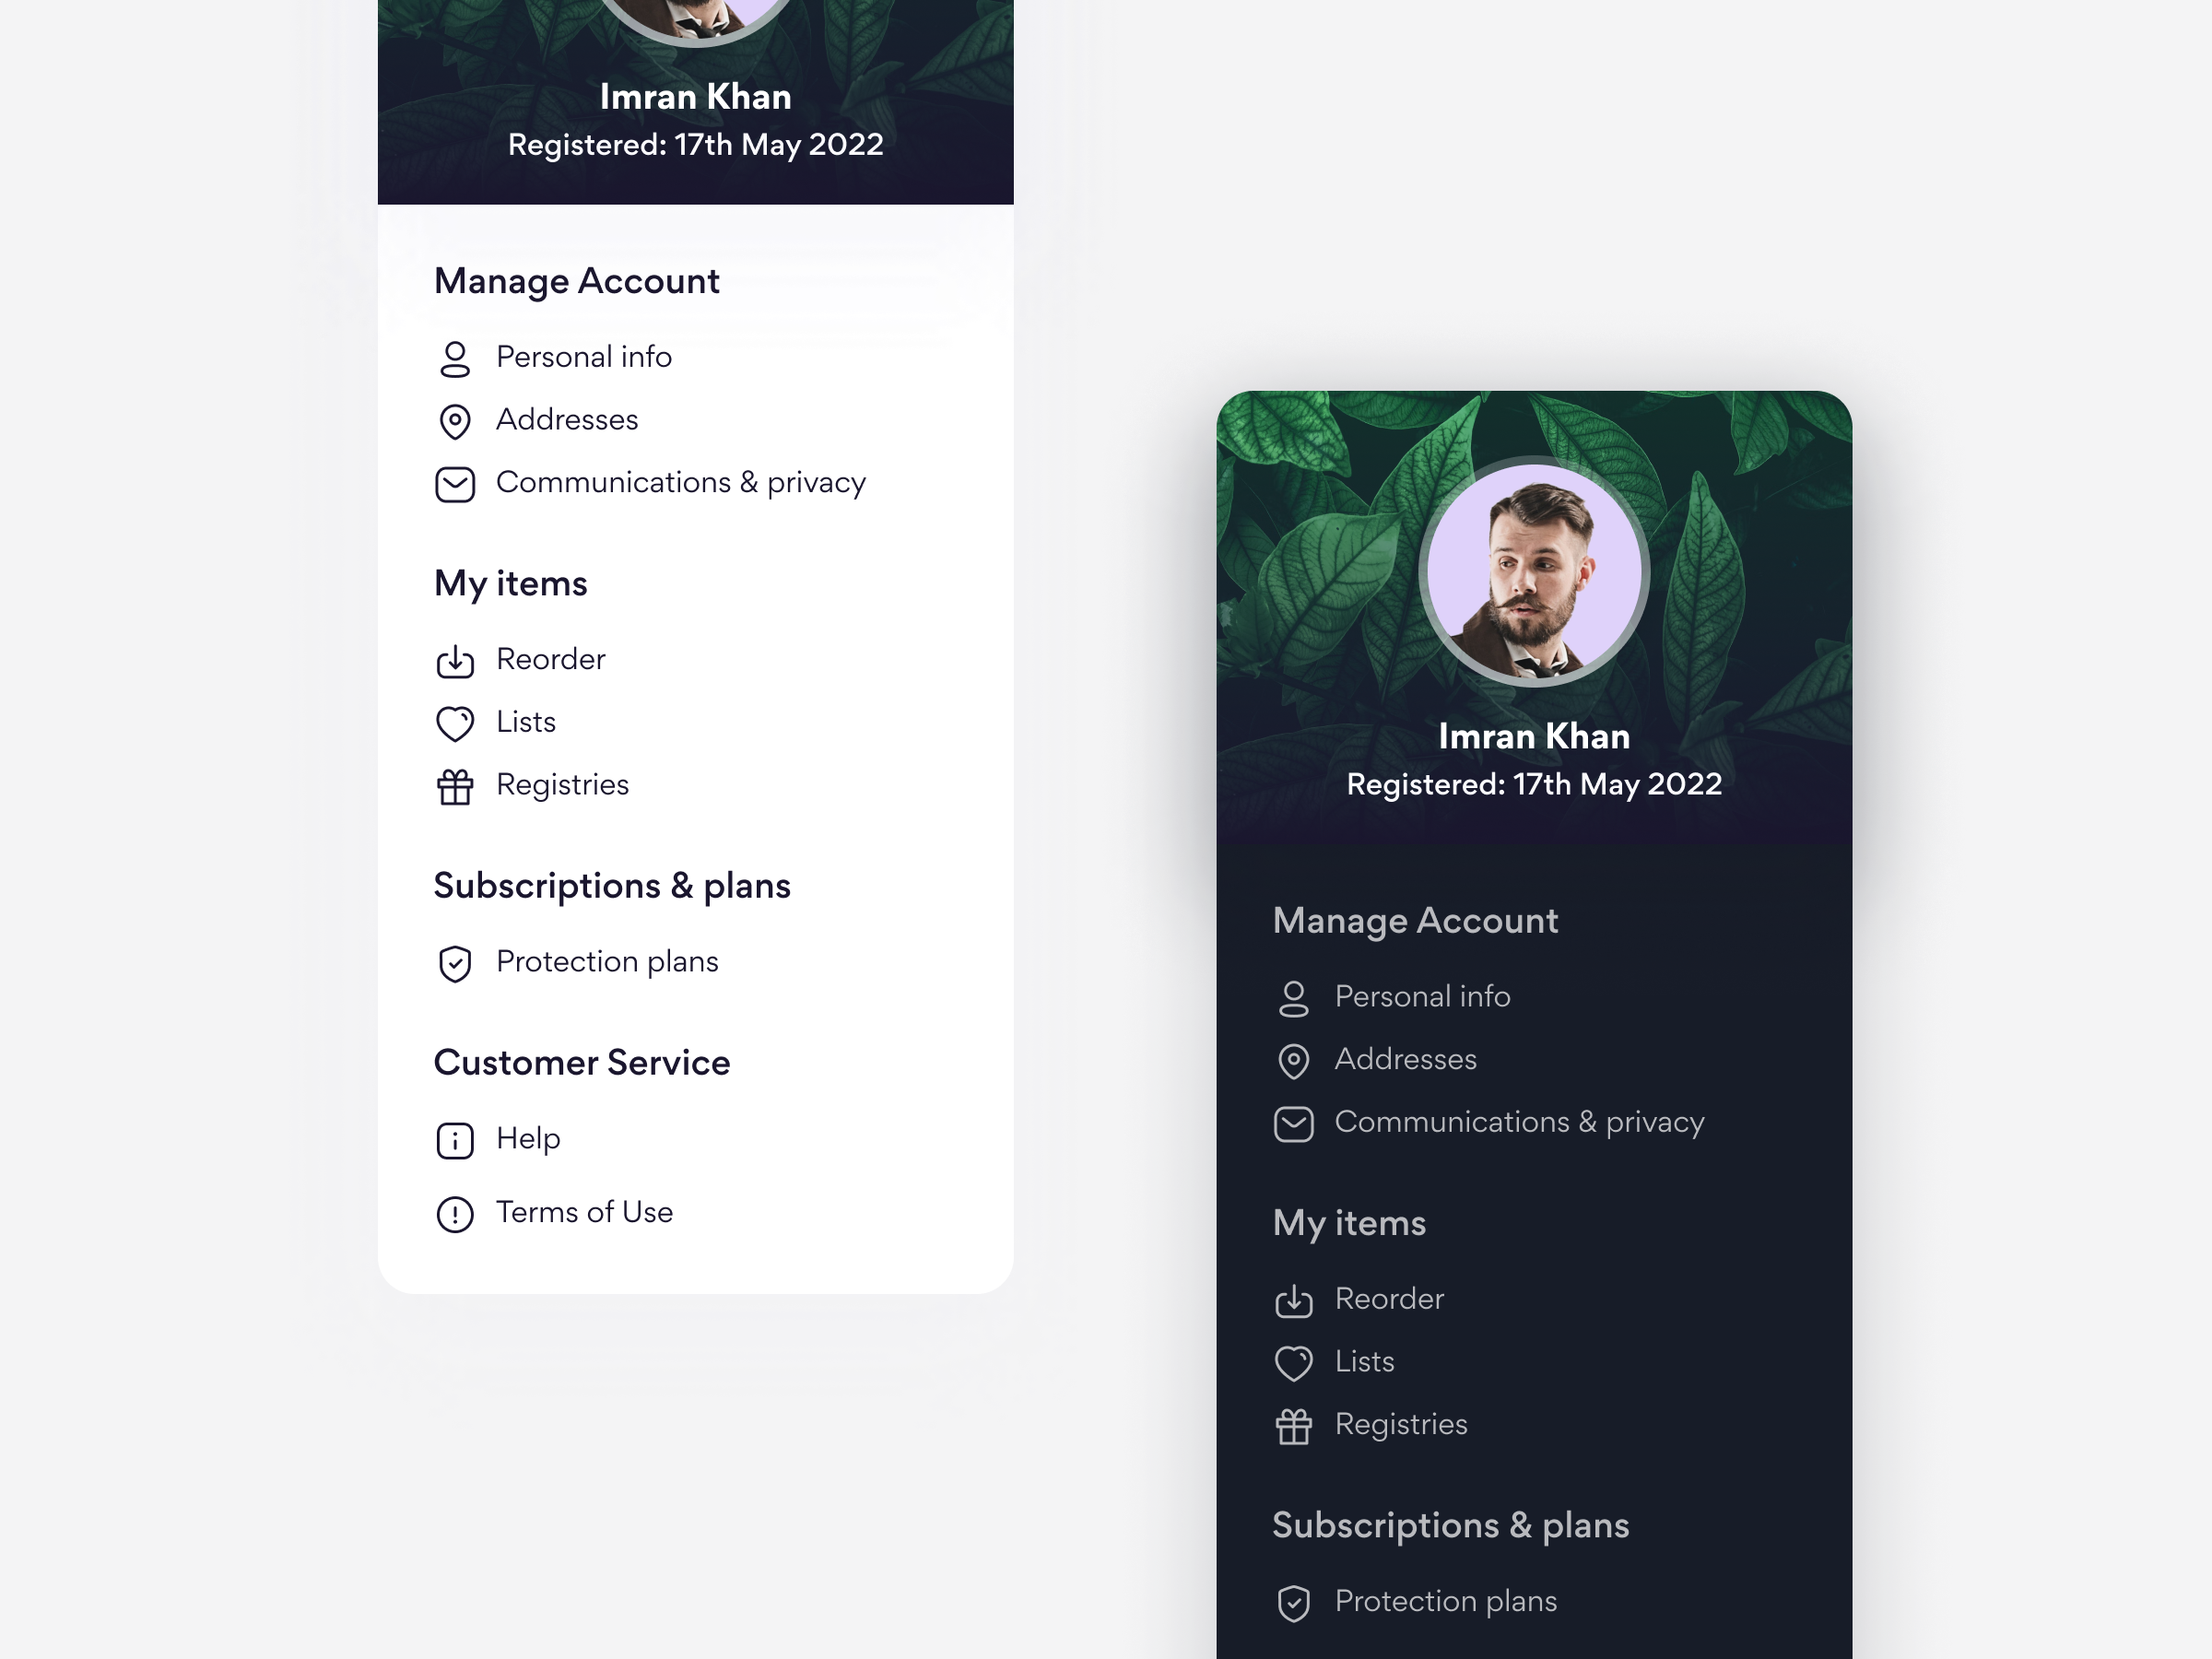 Imran Khan
Registered: 17th May 2022
Manage Account
Personal info
Addresses
Communications & privacy
My items
Reorder
Lists
Registries
Subscriptions & plans
Protection plans
Customer Service
Help
Terms of Use
Imran Khan
Registered: 17th May 2022
Manage Account
Personal info
Addresses
Communications & privacy
My items
Reorder
Lists
Registries
Subscriptions & plans
Protection plans